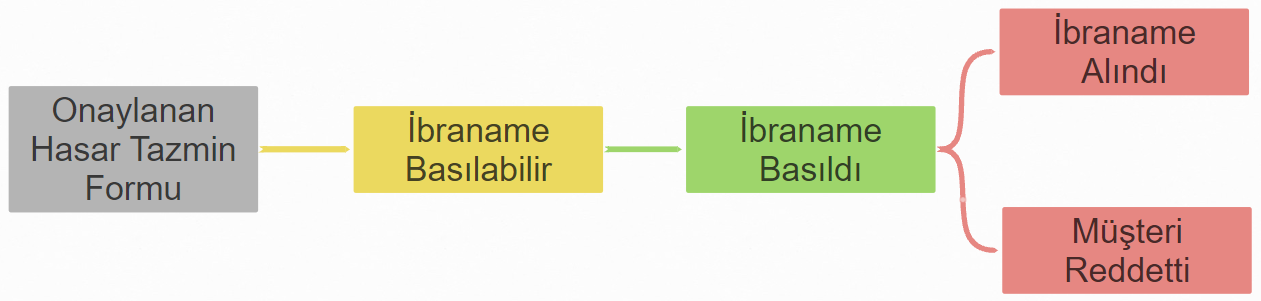 Onaylanan
Hasar Tazmin
Formu
İbraname
Basılabilir
İbraname
Basıldı
İbraname
Alındı
Müşteri
Reddetti